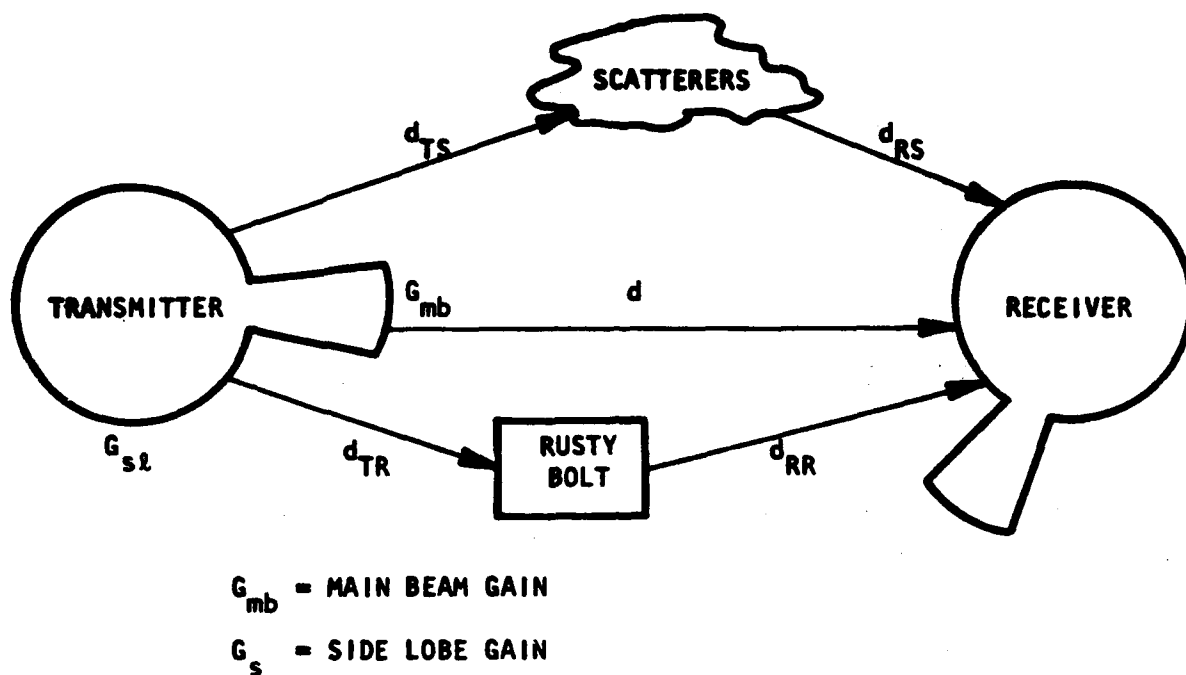 SCATTERERS
d_TS
d_RS
TRANSMITTER
G_mb
d
RECEIVER
G_sℓ
d_TR
RUSTY
BOLT
d_RR
G_mb = MAIN BEAM GAIN
G_s = SIDE LOBE GAIN